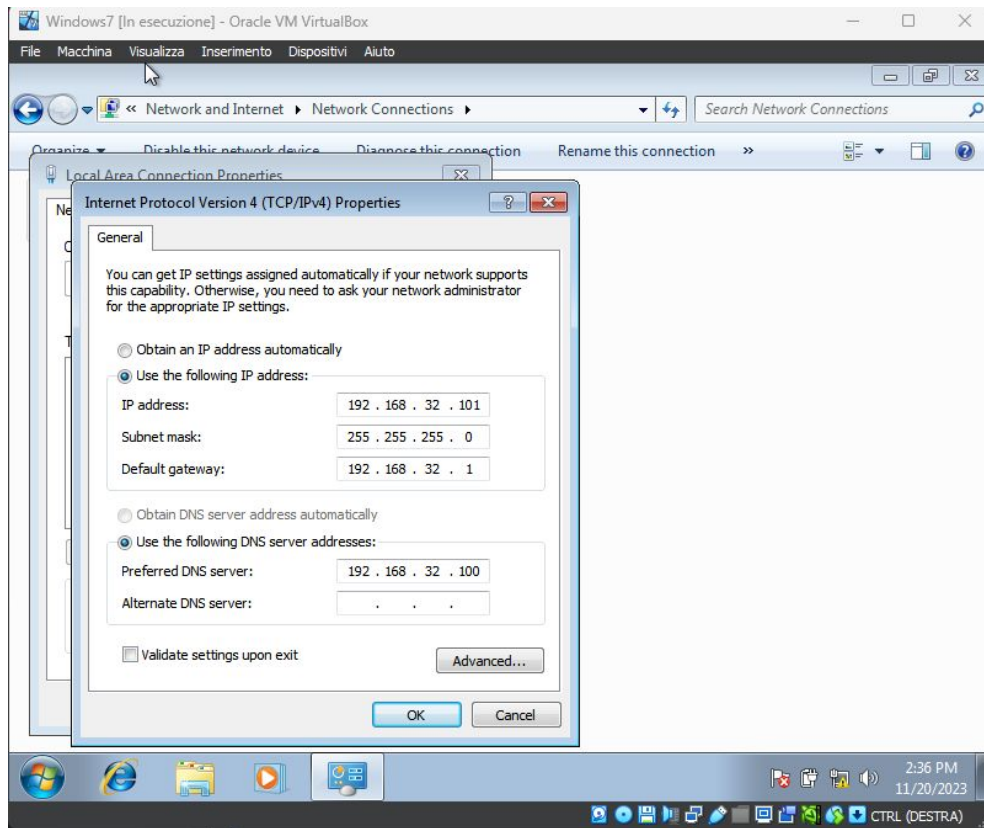 Windows7 [In esecuzione] - Oracle VM VirtualBox
File Macchina Visualizza Inserimento Dispositivi Aiuto
« Network and Internet Network Connections
Search Network Connections
Organize Disable this network device Diagnose this connection Rename this connection »
Local Area Connection Properties
Internet Protocol Version 4 (TCP/IPv4) Properties
General
You can get IP settings assigned automatically if your network supports
this capability. Otherwise, you need to ask your network administrator
for the appropriate IP settings.
Obtain an IP address automatically
Use the following IP address:
IP address: 192 . 168 . 32 . 101
Subnet mask: 255 . 255 . 255 . 0
Default gateway: 192 . 168 . 32 . 1
Obtain DNS server address automatically
Use the following DNS server addresses:
Preferred DNS server: 192 . 168 . 32 . 100
Alternate DNS server: . . .
Validate settings upon exit
Advanced...
OK Cancel
2:36 PM
11/20/2023
CTRL (DESTRA)